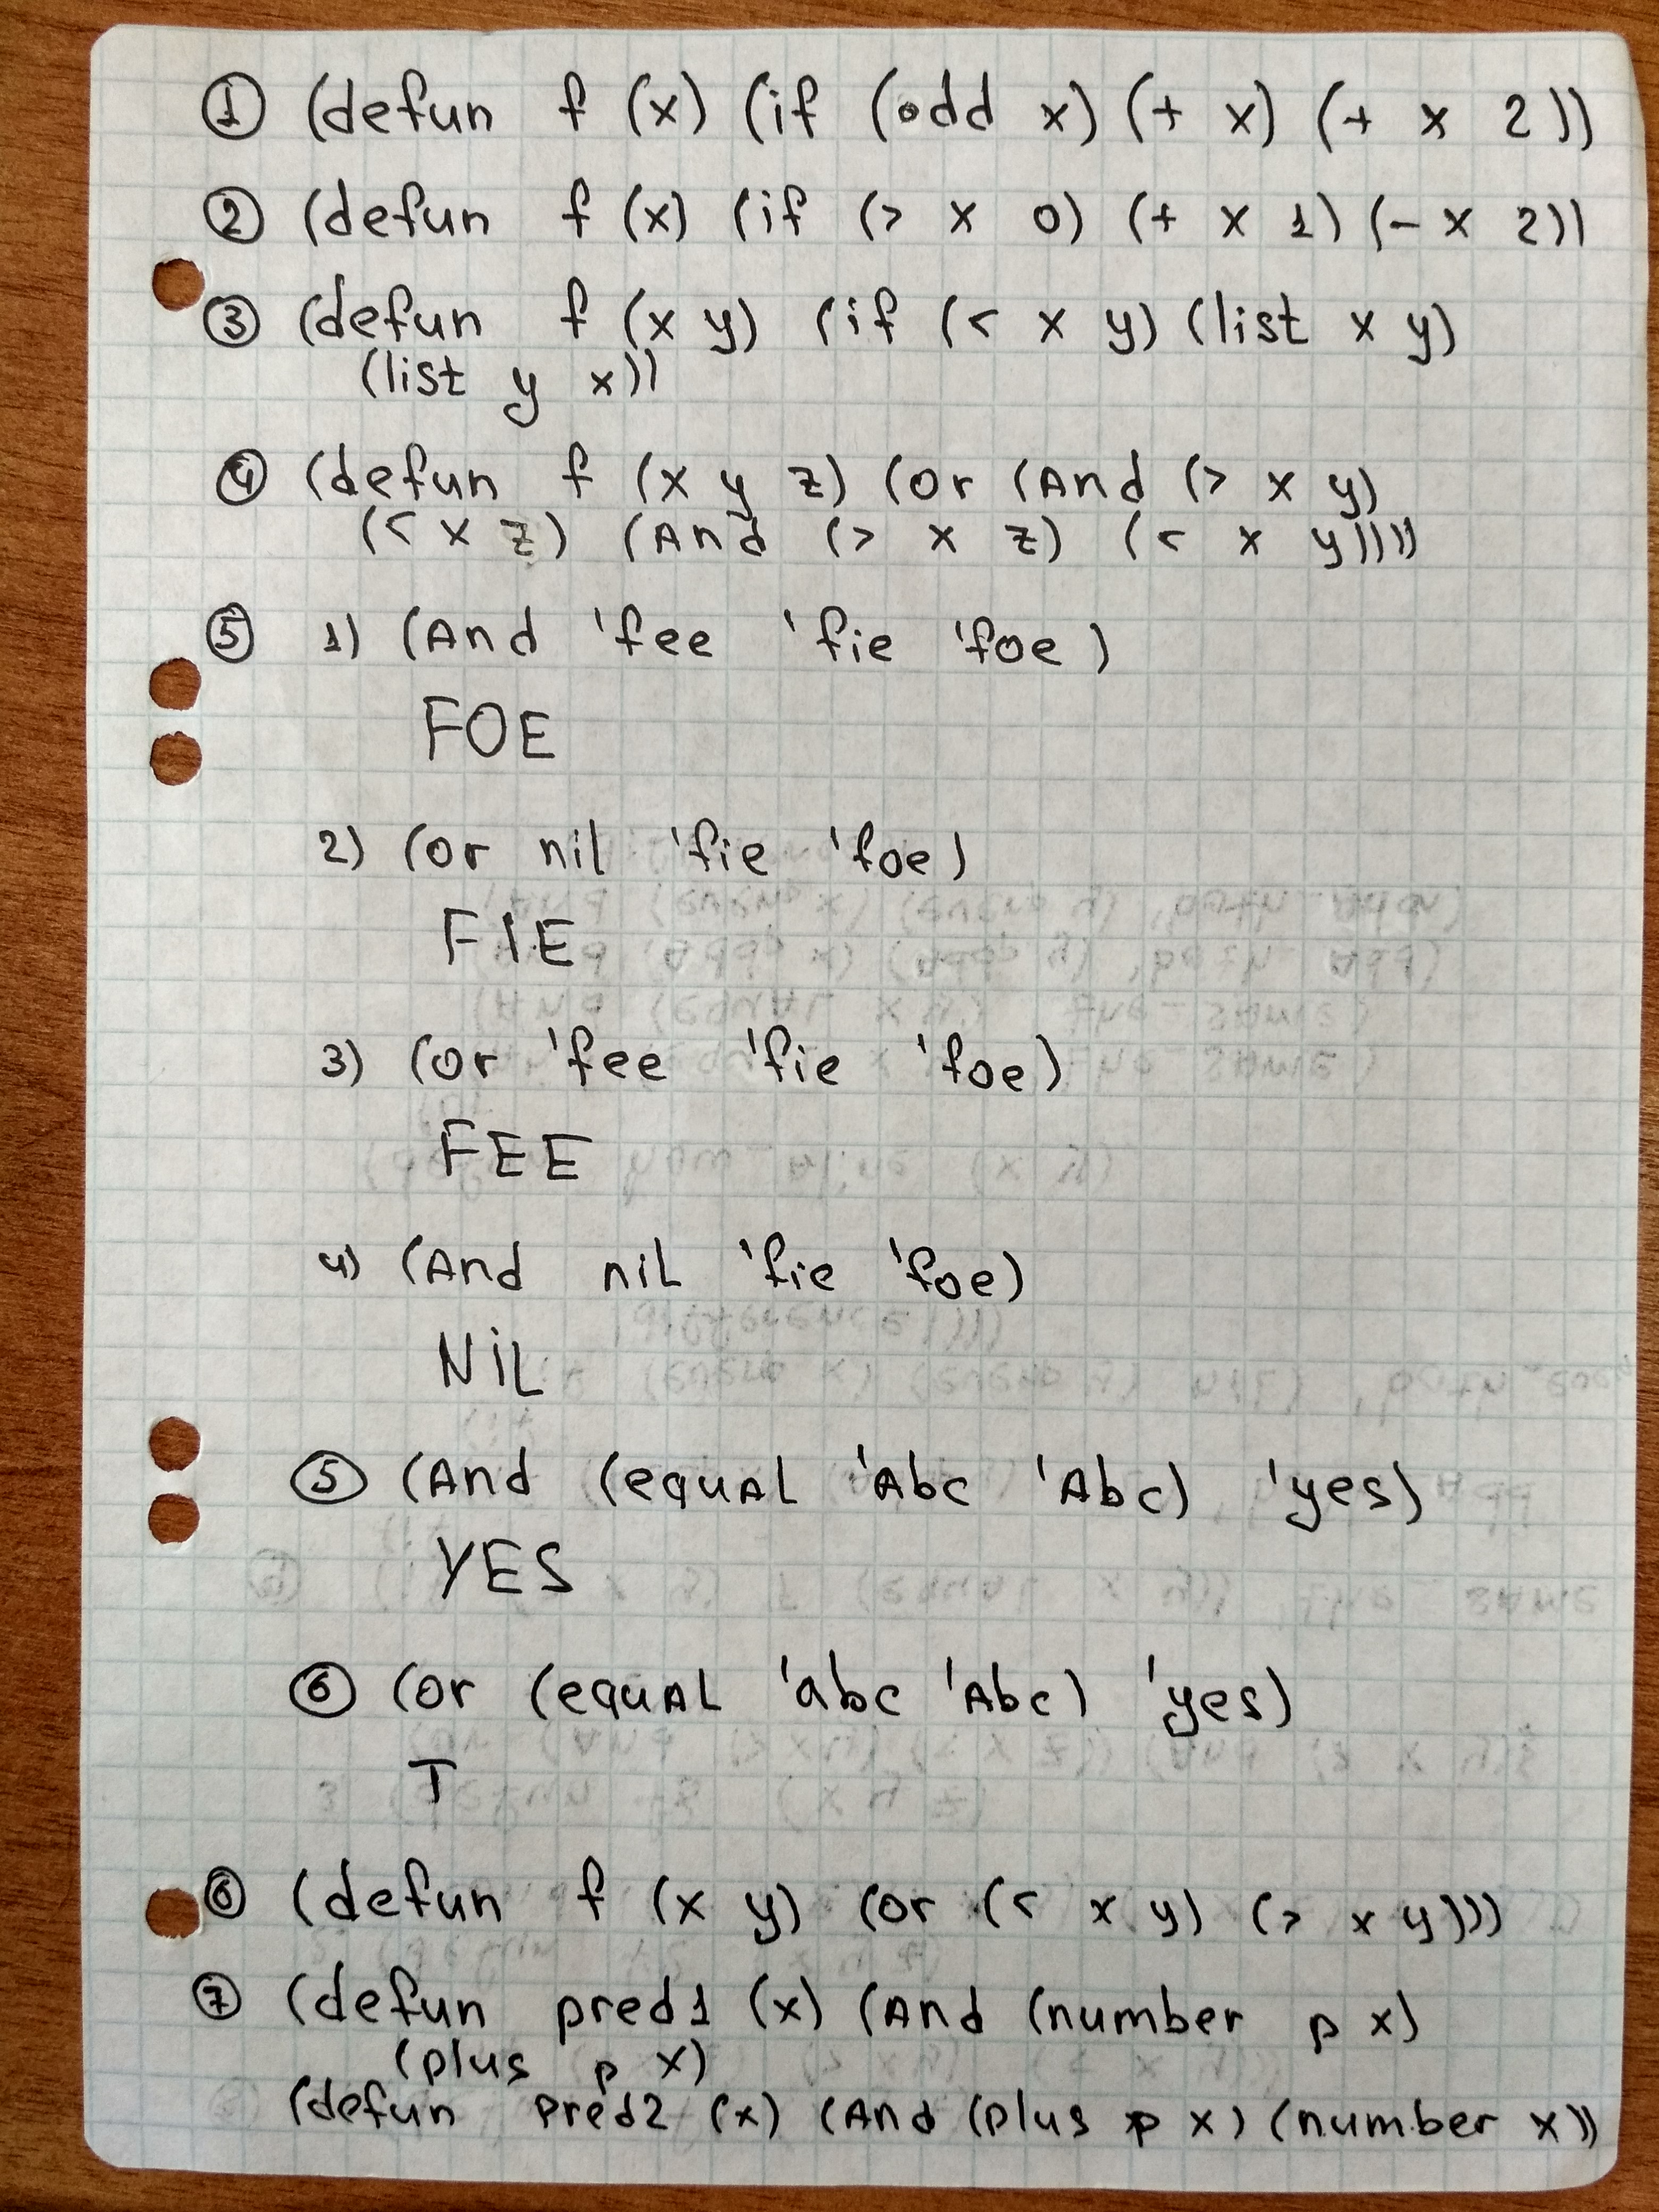 ① (defun f (x) (if (odd x) (+ x) (+ x 2))
② (defun f (x) (if (> x 0) (+ x 1) (- x 2))
③ (defun f (x y) (if (< x y) (list x y)
(list y x))
④ (defun f (x y z) (or (And (> x y)
(< x z) (And (> x z) (< x y))))
⑤ 1) (And 'fee 'fie 'foe)
FOE
2) (or nil 'fie 'foe)
FIE
3) (or 'fee 'fie 'foe)
FEE
4) (And nil 'fie 'foe)
NiL
⑤ (And (equal 'Abc 'Abc) 'yes)
YES
⑥ (or (equal 'abc 'Abc) 'yes)
T
⑥ (defun f (x y) (or (< x y) (> x y)))
⑦ (defun pred1 (x) (And (number p x)
(plus p x)
(defun pred2 (x) (And (plus p x) (number x))